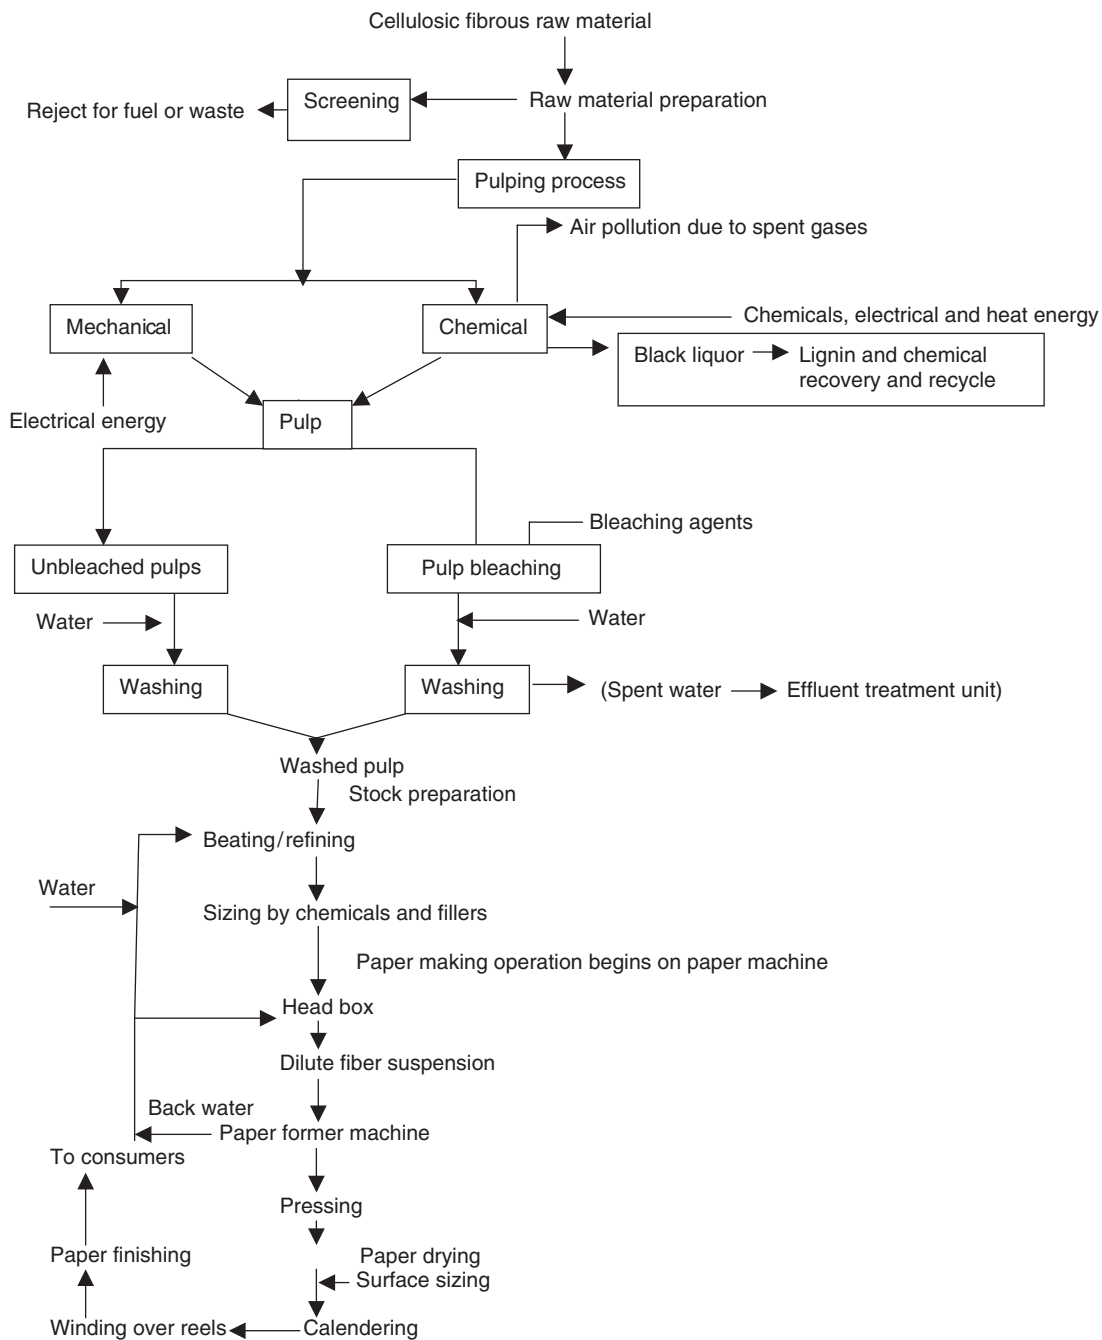 Cellulosic fibrous raw material
Screening
Raw material preparation
Reject for fuel or waste
Pulping process
Air pollution due to spent gases
Mechanical
Chemical
Chemicals, electrical and heat energy
Black liquor
Lignin and chemical
recovery and recycle
Electrical energy
Pulp
Bleaching agents
Unbleached pulps
Pulp bleaching
Water
Water
Washing
Washing
(Spent water
Effluent treatment unit)
Washed pulp
Stock preparation
Beating/refining
Water
Sizing by chemicals and fillers
Paper making operation begins on paper machine
Head box
Dilute fiber suspension
Back water
Paper former machine
To consumers
Pressing
Paper finishing
Paper drying
Surface sizing
Winding over reels
Calendering